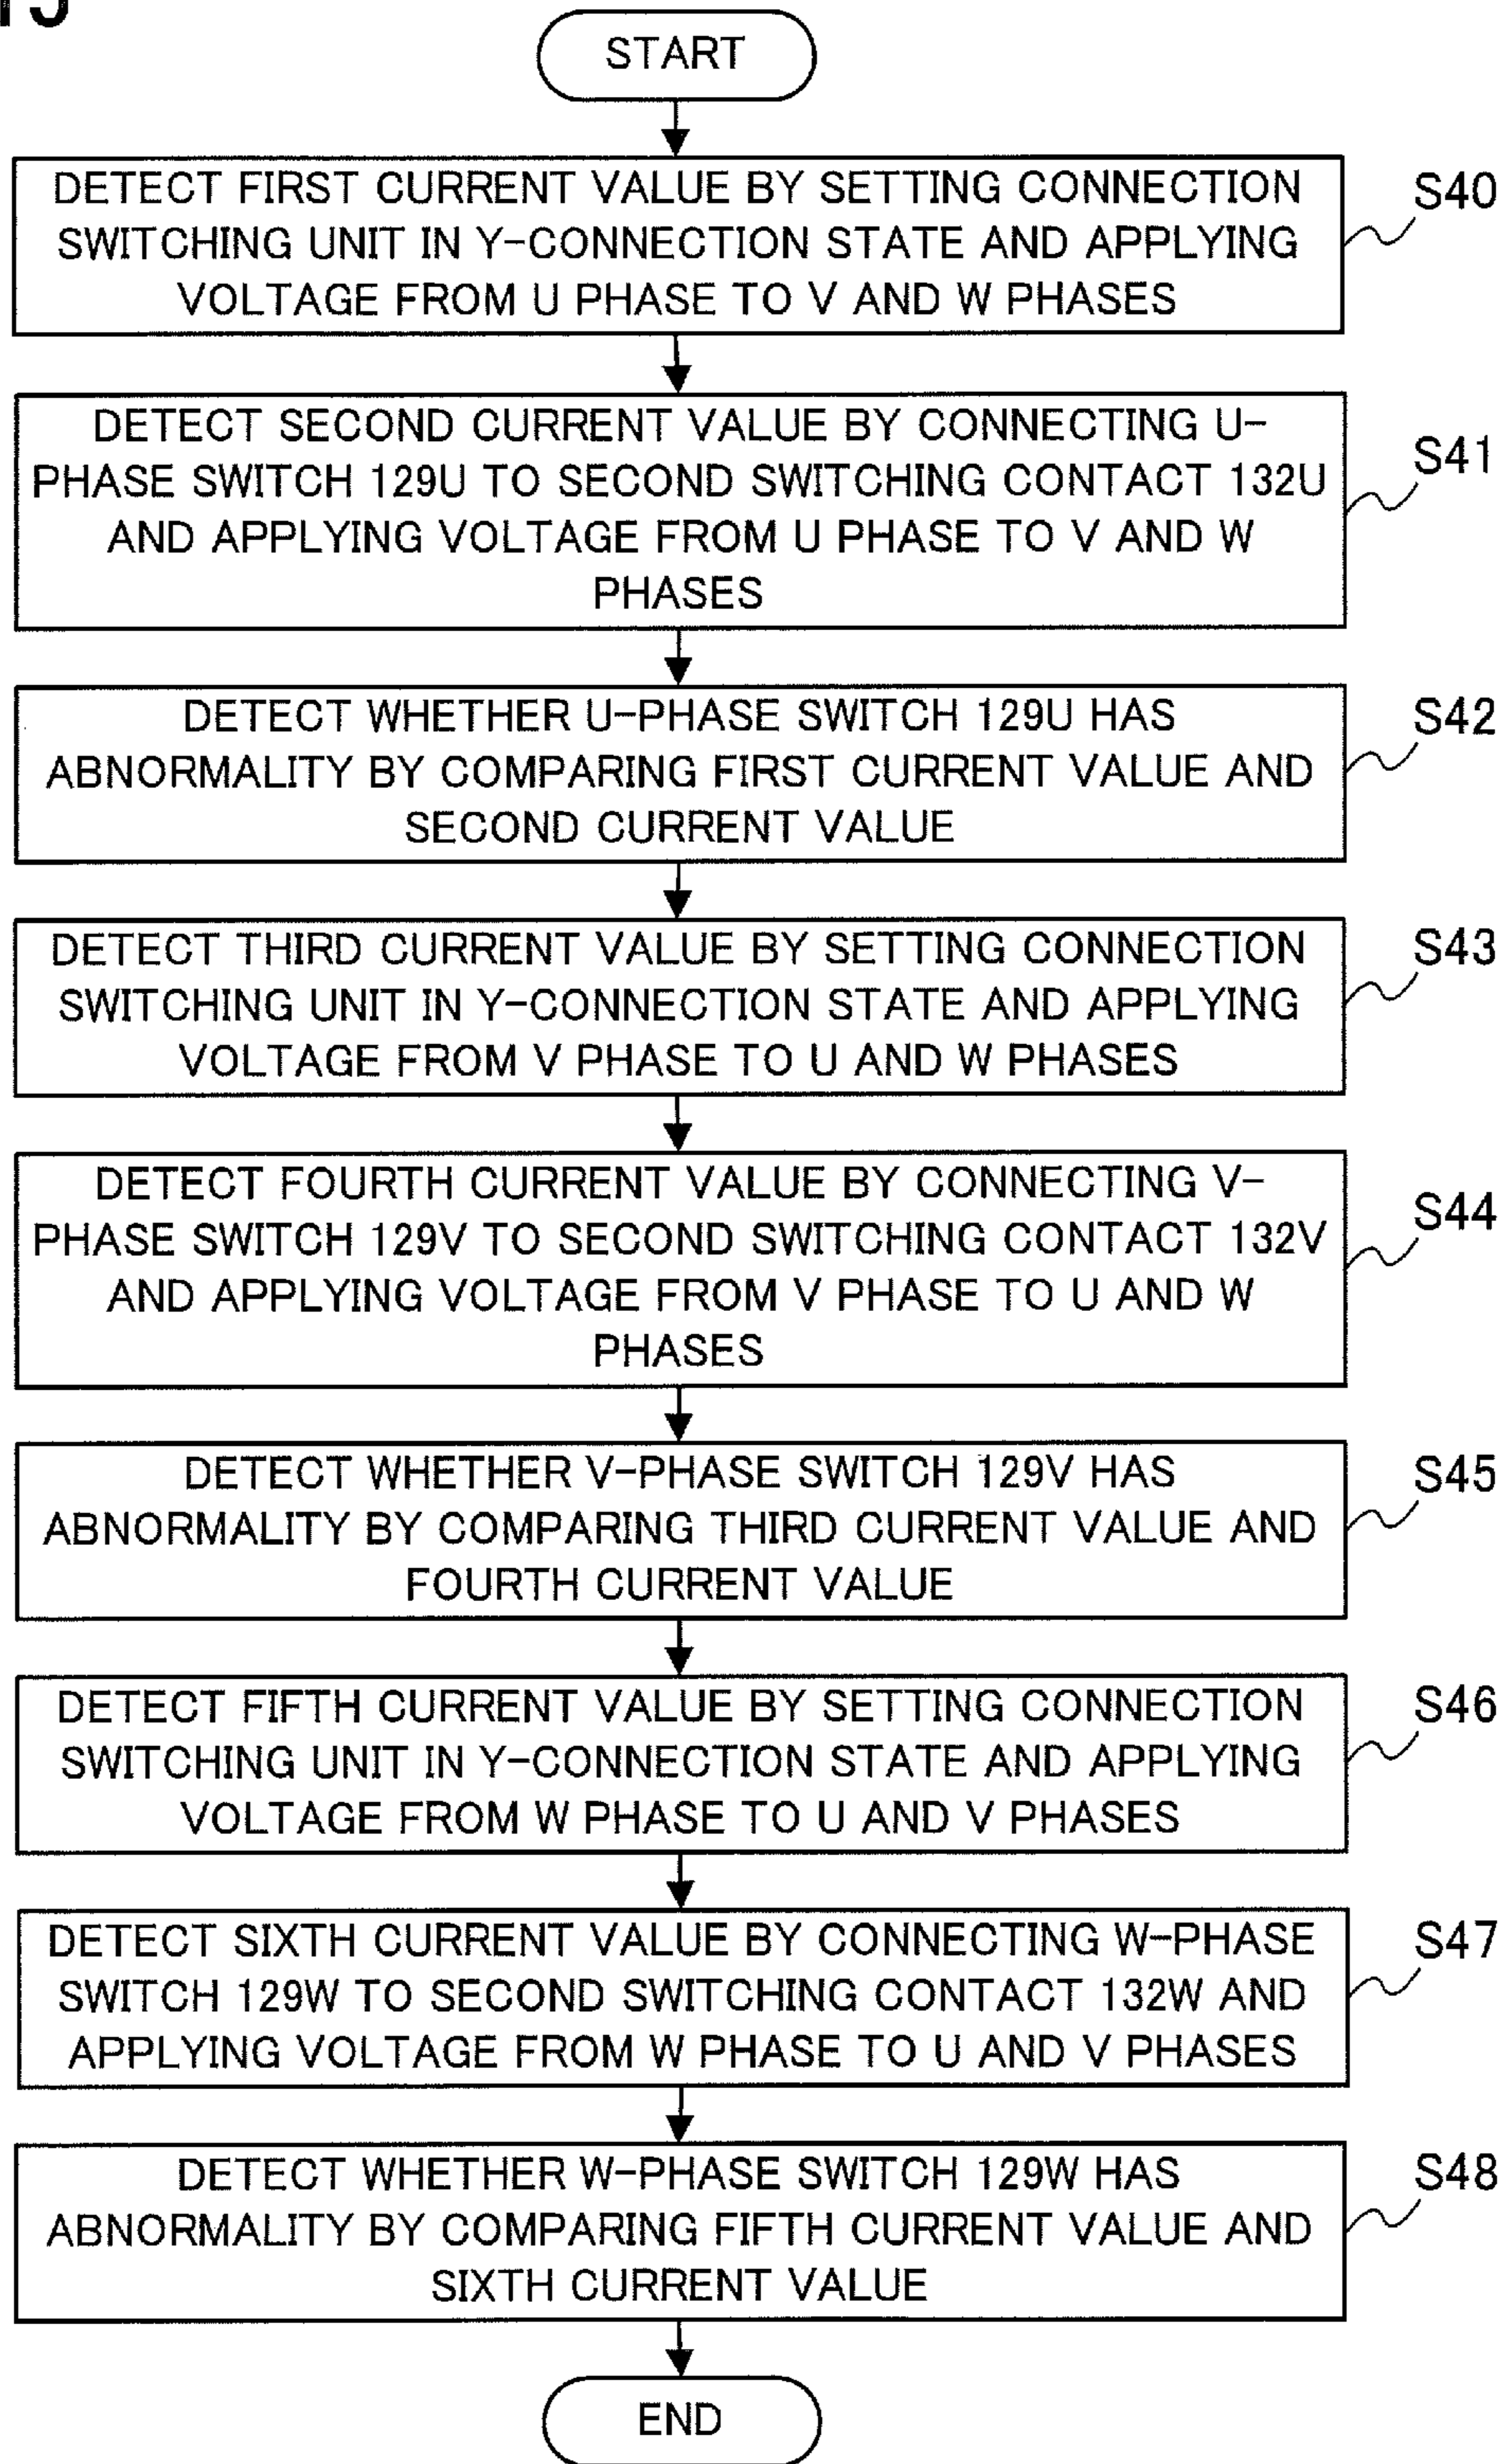 START
DETECT FIRST CURRENT VALUE BY SETTING CONNECTION
SWITCHING UNIT IN Y-CONNECTION STATE AND APPLYING
VOLTAGE FROM U PHASE TO V AND W PHASES
S40
DETECT SECOND CURRENT VALUE BY CONNECTING U-
PHASE SWITCH 129U TO SECOND SWITCHING CONTACT 132U
AND APPLYING VOLTAGE FROM U PHASE TO V AND W
PHASES
S41
DETECT WHETHER U-PHASE SWITCH 129U HAS
ABNORMALITY BY COMPARING FIRST CURRENT VALUE AND
SECOND CURRENT VALUE
S42
DETECT THIRD CURRENT VALUE BY SETTING CONNECTION
SWITCHING UNIT IN Y-CONNECTION STATE AND APPLYING
VOLTAGE FROM V PHASE TO U AND W PHASES
S43
DETECT FOURTH CURRENT VALUE BY CONNECTING V-
PHASE SWITCH 129V TO SECOND SWITCHING CONTACT 132V
AND APPLYING VOLTAGE FROM V PHASE TO U AND W
PHASES
S44
DETECT WHETHER V-PHASE SWITCH 129V HAS
ABNORMALITY BY COMPARING THIRD CURRENT VALUE AND
FOURTH CURRENT VALUE
S45
DETECT FIFTH CURRENT VALUE BY SETTING CONNECTION
SWITCHING UNIT IN Y-CONNECTION STATE AND APPLYING
VOLTAGE FROM W PHASE TO U AND V PHASES
S46
DETECT SIXTH CURRENT VALUE BY CONNECTING W-PHASE
SWITCH 129W TO SECOND SWITCHING CONTACT 132W AND
APPLYING VOLTAGE FROM W PHASE TO U AND V PHASES
S47
DETECT WHETHER W-PHASE SWITCH 129W HAS
ABNORMALITY BY COMPARING FIFTH CURRENT VALUE AND
SIXTH CURRENT VALUE
S48
END